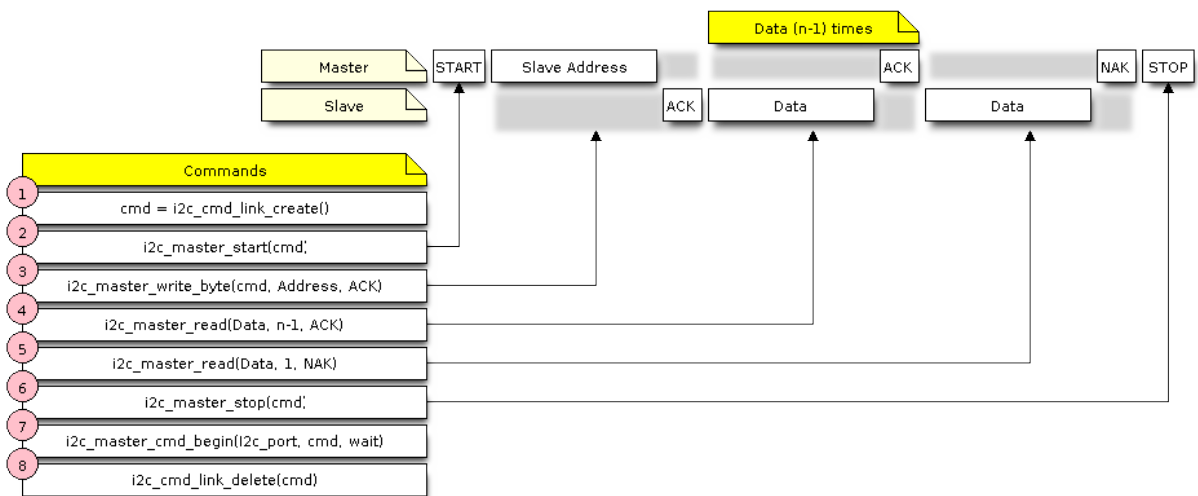 Data (n-1) times
Master START Slave Address ACK NAK STOP
Slave ACK Data Data
Commands
1
cmd = i2c_cmd_link_create()
2
i2c_master_start(cmd;
3
i2c_master_write_byte(cmd, Address, ACK)
4
i2c_master_read(Data, n-1, ACK)
5
i2c_master_read(Data, 1, NAK)
6
i2c_master_stop(cmd;
7
i2c_master_cmd_begin(I2c_port, cmd, wait)
8
i2c_cmd_link_delete(cmd)